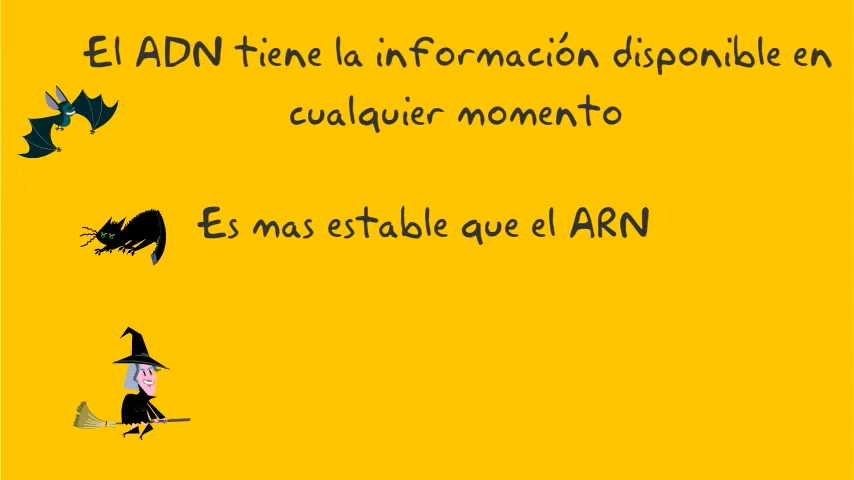 El ADN tiene la información disponible en
cualquier momento
Es mas estable que el ARN